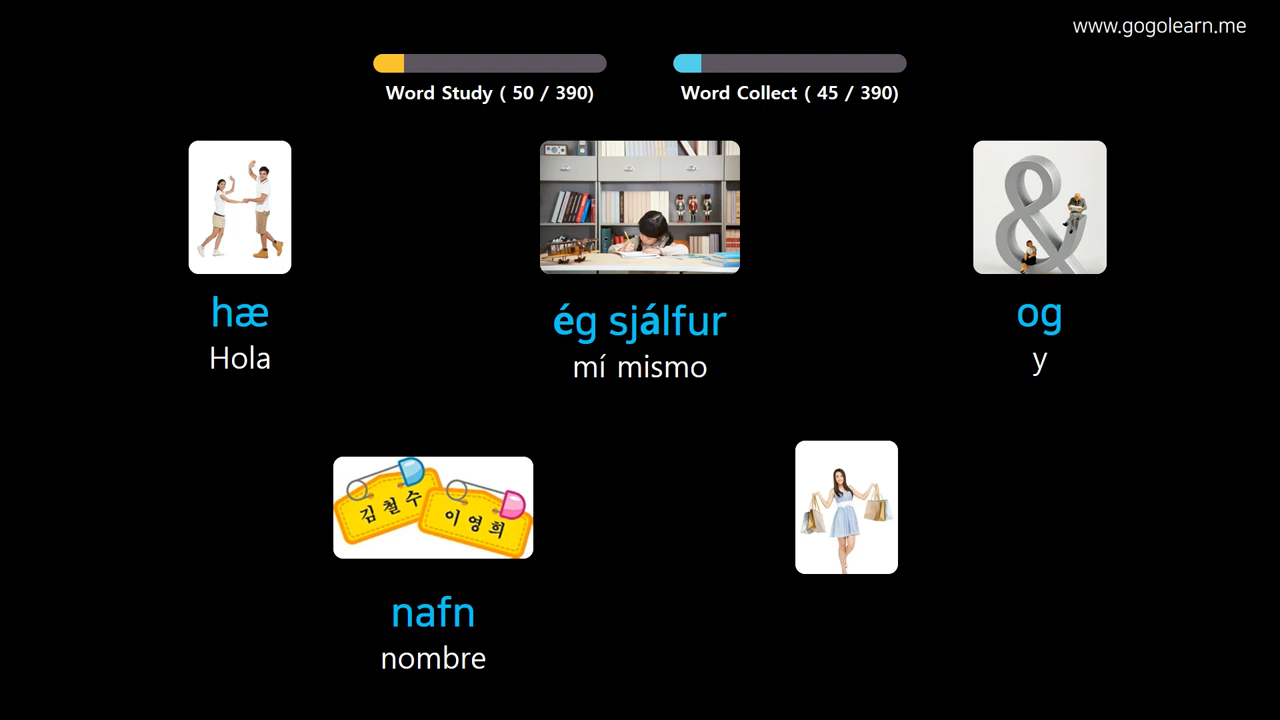 www.gogolearn.me
Word Study ( 50 / 390)
Word Collect ( 45 / 390)
hæ
Hola
ég sjálfur
mí mismo
og
y
&
김철수
이영희
nafn
nombre